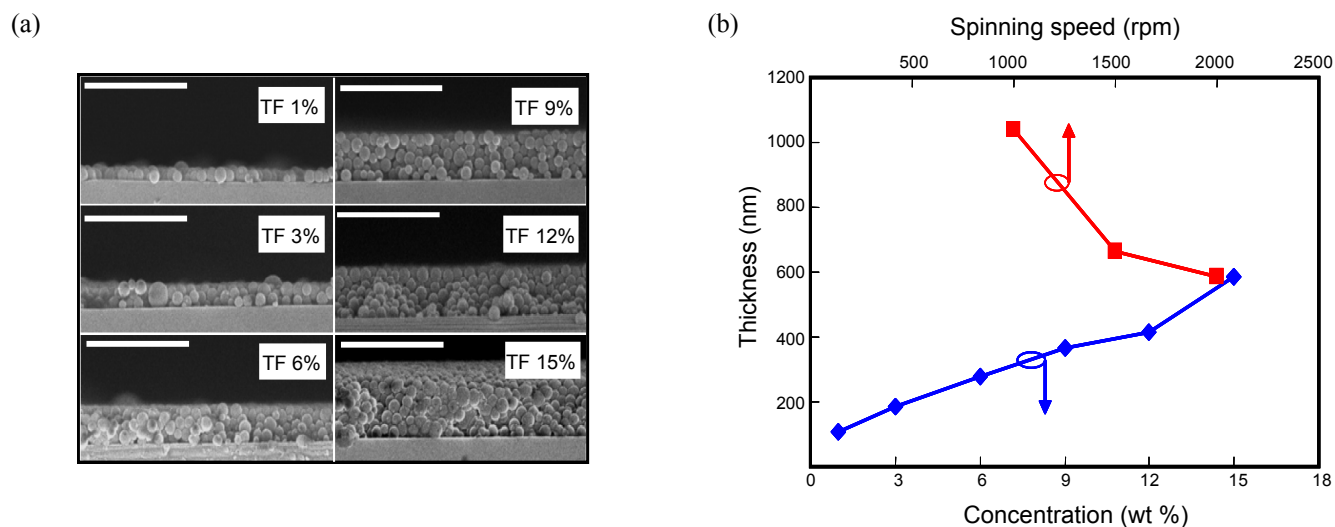 (a)
TF 1%
TF 9%
TF 3%
TF 12%
TF 6%
TF 15%
(b)
Spinning speed (rpm)
500 1000 1500 2000 2500
1200
1000
800
600
400
200
Thickness (nm)
0 3 6 9 12 15 18
Concentration (wt %)